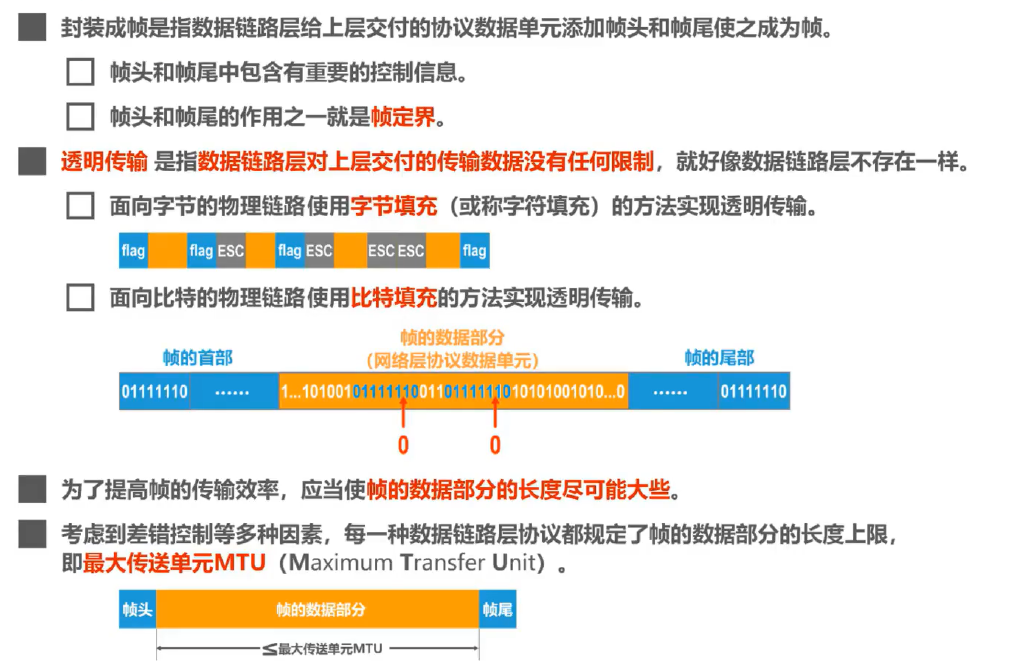 封装成帧是指数据链路层给上层交付的协议数据单元添加帧头和帧尾使之成为帧。
帧头和帧尾中包含有重要的控制信息。
帧头和帧尾的作用之一就是帧定界。
透明传输 是指数据链路层对上层交付的传输数据没有任何限制，就好像数据链路层不存在一样。
面向字节的物理链路使用字节填充（或称字符填充）的方法实现透明传输。
flag flag ESC flag ESC ESC ESC flag
面向比特的物理链路使用比特填充的方法实现透明传输。
帧的数据部分
帧的首部 （网络层协议数据单元） 帧的尾部
01111110 …… 1...101001011111100110111111010101001010...0 …… 01111110
0 0
为了提高帧的传输效率，应当使帧的数据部分的长度尽可能大些。
考虑到差错控制等多种因素，每一种数据链路层协议都规定了帧的数据部分的长度上限，
即最大传送单元MTU（Maximum Transfer Unit）。
帧头 帧的数据部分 帧尾
≤最大传送单元MTU